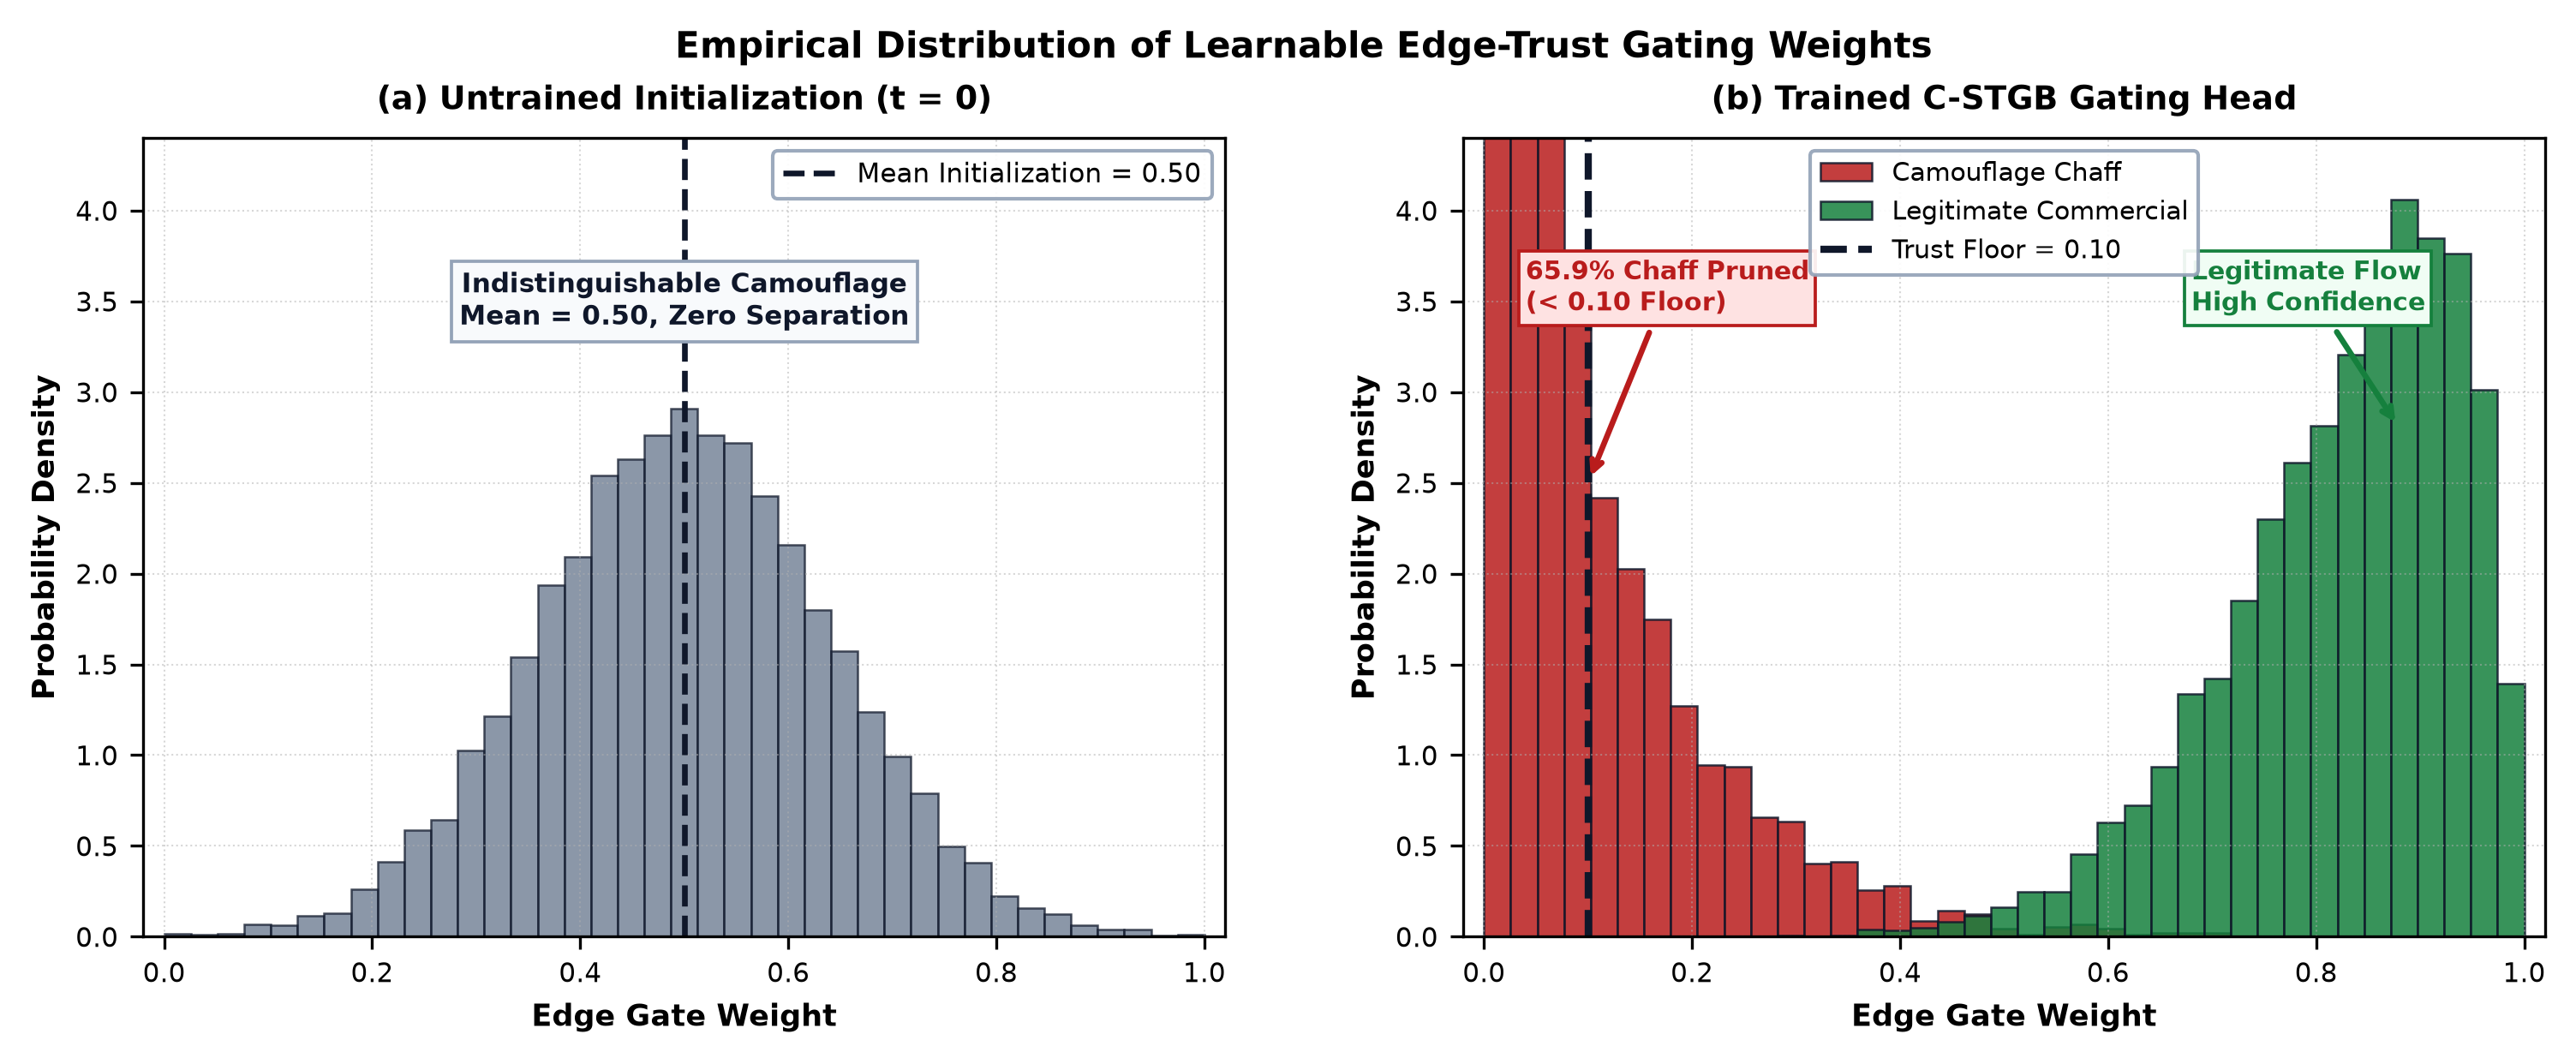 Empirical Distribution of Learnable Edge-Trust Gating Weights
(a) Untrained Initialization (t = 0)
Mean Initialization = 0.50
Indistinguishable Camouflage
Mean = 0.50, Zero Separation
Probability Density
4.0
3.5
3.0
2.5
2.0
1.5
1.0
0.5
0.0
0.0 0.2 0.4 0.6 0.8 1.0
Edge Gate Weight
(b) Trained C-STGB Gating Head
Camouflage Chaff
Legitimate Commercial
Trust Floor = 0.10
65.9% Chaff Pruned
(< 0.10 Floor)
Legitimate Flow
High Confidence
Probability Density
4.0
3.5
3.0
2.5
2.0
1.5
1.0
0.5
0.0
0.0 0.2 0.4 0.6 0.8 1.0
Edge Gate Weight